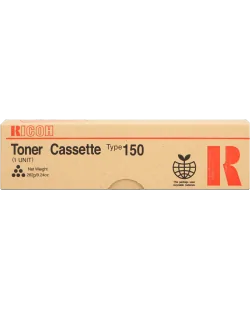 RICOH
Toner Cassette Type 150
(1 UNIT)
Net Weight
R